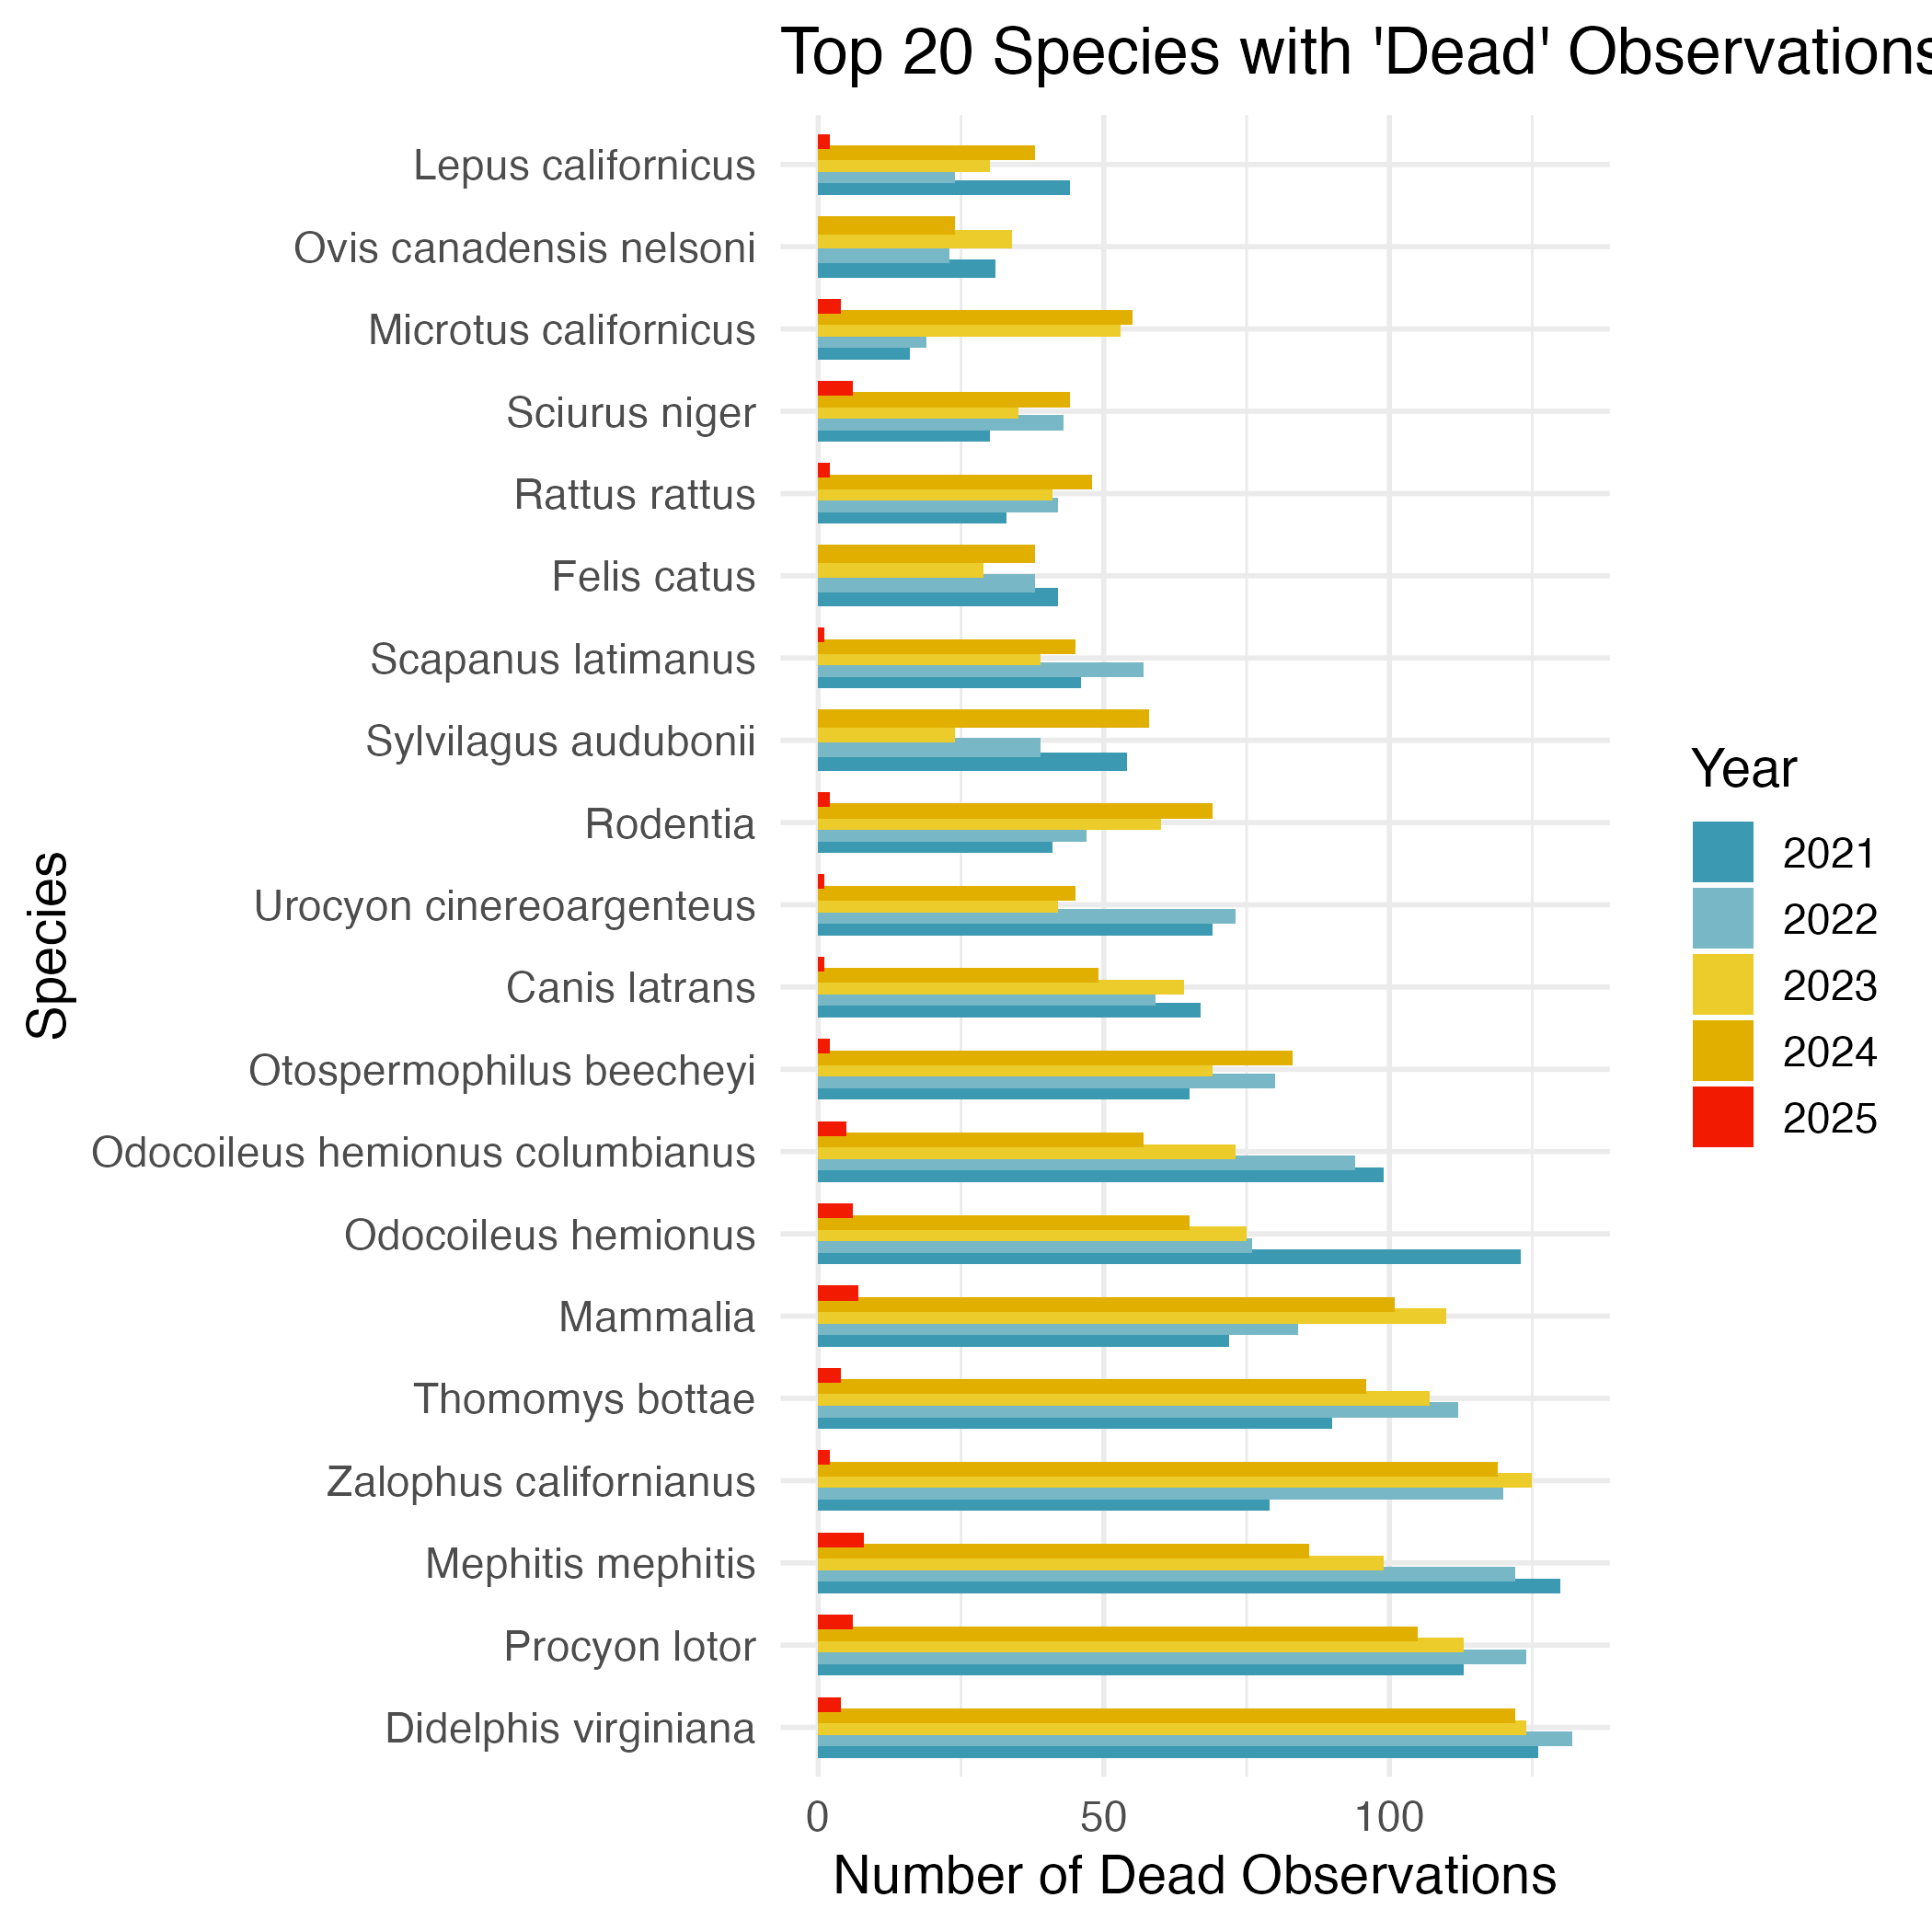 Top 20 Species with 'Dead' Observations
Lepus californicus
Ovis canadensis nelsoni
Microtus californicus
Sciurus niger
Rattus rattus
Felis catus
Scapanus latimanus
Sylvilagus audubonii
Rodentia
Urocyon cinereoargenteus
Canis latrans
Otospermophilus beecheyi
Odocoileus hemionus columbianus
Odocoileus hemionus
Mammalia
Thomomys bottae
Zalophus californianus
Mephitis mephitis
Procyon lotor
Didelphis virginiana
Species
0 50 100
Number of Dead Observations
Year
2021
2022
2023
2024
2025